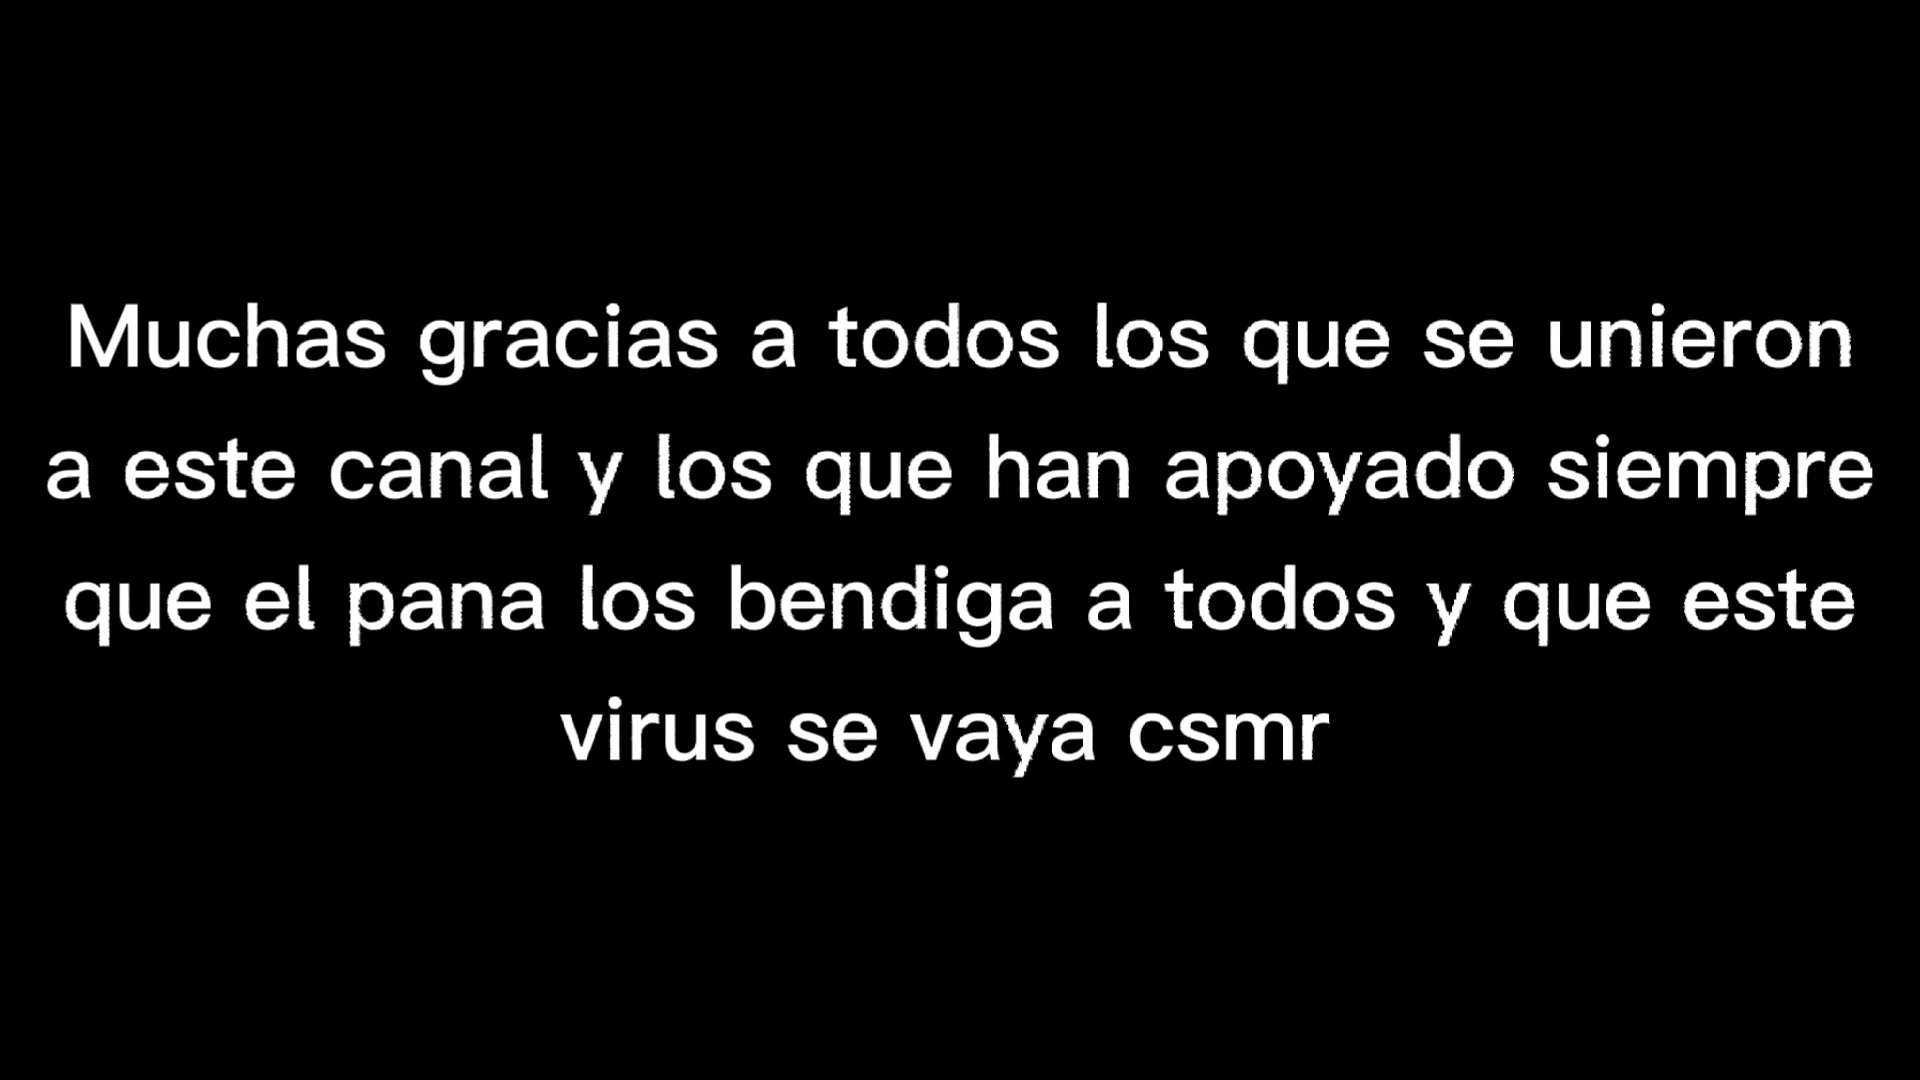 Muchas gracias a todos los que se unieron
a este canal y los que han apoyado siempre
que el pana los bendiga a todos y que este
virus se vaya csmr